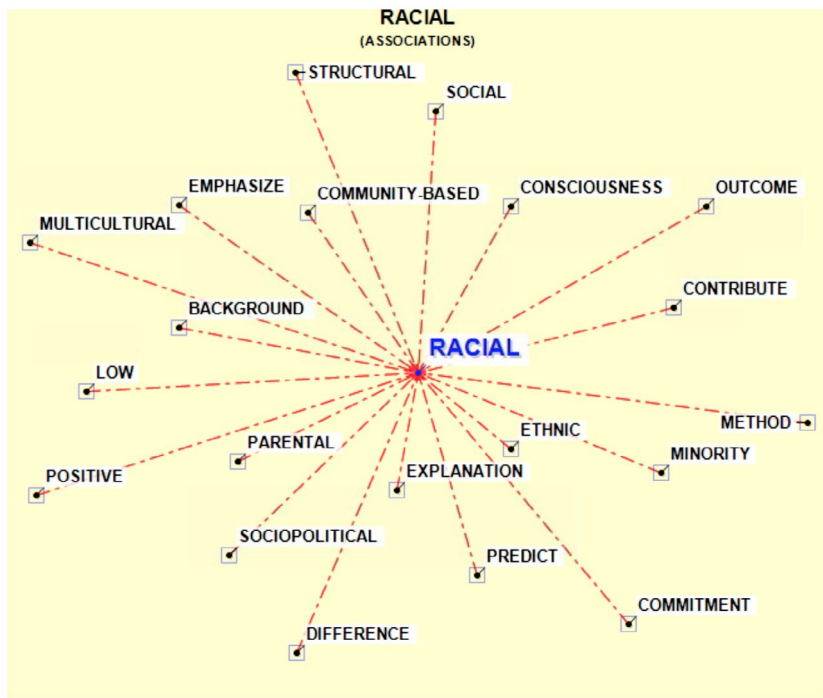 RACIAL
(ASSOCIATIONS)
STRUCTURAL
SOCIAL
EMPHASIZE
COMMUNITY-BASED
CONSCIOUSNESS
OUTCOME
MULTICULTURAL
CONTRIBUTE
BACKGROUND
RACIAL
LOW
METHOD
ETHNIC
PARENTAL
MINORITY
POSITIVE
EXPLANATION
SOCIOPOLITICAL
PREDICT
COMMITMENT
DIFFERENCE